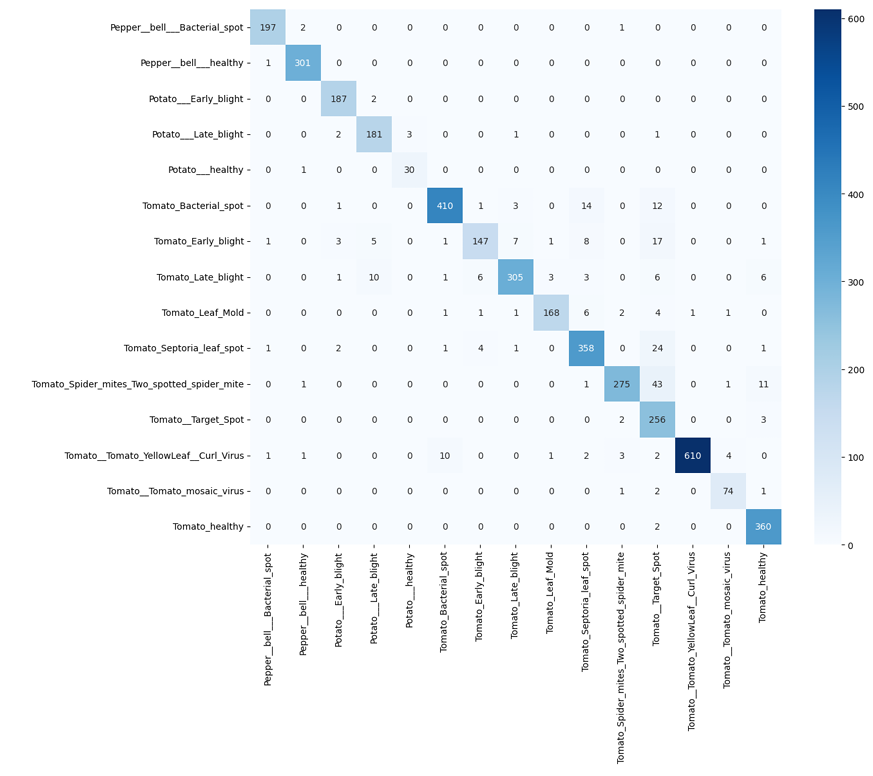 Pepper__bell___Bacterial_spot 197 2 0 0 0 0 0 0 0 0 1 0 0 0 0
Pepper__bell___healthy 1 301 0 0 0 0 0 0 0 0 0 0 0 0 0
Potato___Early_blight 0 0 187 2 0 0 0 0 0 0 0 0 0 0 0
Potato___Late_blight 0 0 2 181 3 0 0 1 0 0 0 1 0 0 0
Potato___healthy 0 1 0 0 30 0 0 0 0 0 0 0 0 0 0
Tomato_Bacterial_spot 0 0 1 0 0 410 1 3 0 14 0 12 0 0 0
Tomato_Early_blight 1 0 3 5 0 1 147 7 1 8 0 17 0 0 1
Tomato_Late_blight 0 0 1 10 0 1 6 305 3 3 0 6 0 0 6
Tomato_Leaf_Mold 0 0 0 0 0 1 1 1 168 6 2 4 1 1 0
Tomato_Septoria_leaf_spot 1 0 2 0 0 1 4 1 0 358 0 24 0 0 1
Tomato_Spider_mites_Two_spotted_spider_mite 0 1 0 0 0 0 0 0 0 1 275 43 0 1 11
Tomato__Target_Spot 0 0 0 0 0 0 0 0 0 0 2 256 0 0 3
Tomato__Tomato_YellowLeaf__Curl_Virus 1 1 0 0 0 10 0 0 1 2 3 2 610 4 0
Tomato__Tomato_mosaic_virus 0 0 0 0 0 0 0 0 0 0 1 2 0 74 1
Tomato_healthy 0 0 0 0 0 0 0 0 0 0 0 2 0 0 360
Pepper__bell___Bacterial_spot
Pepper__bell___healthy
Potato___Early_blight
Potato___Late_blight
Potato___healthy
Tomato_Bacterial_spot
Tomato_Early_blight
Tomato_Late_blight
Tomato_Leaf_Mold
Tomato_Septoria_leaf_spot
Tomato_Spider_mites_Two_spotted_spider_mite
Tomato__Target_Spot
Tomato__Tomato_YellowLeaf__Curl_Virus
Tomato__Tomato_mosaic_virus
Tomato_healthy
600
500
400
300
200
100
0